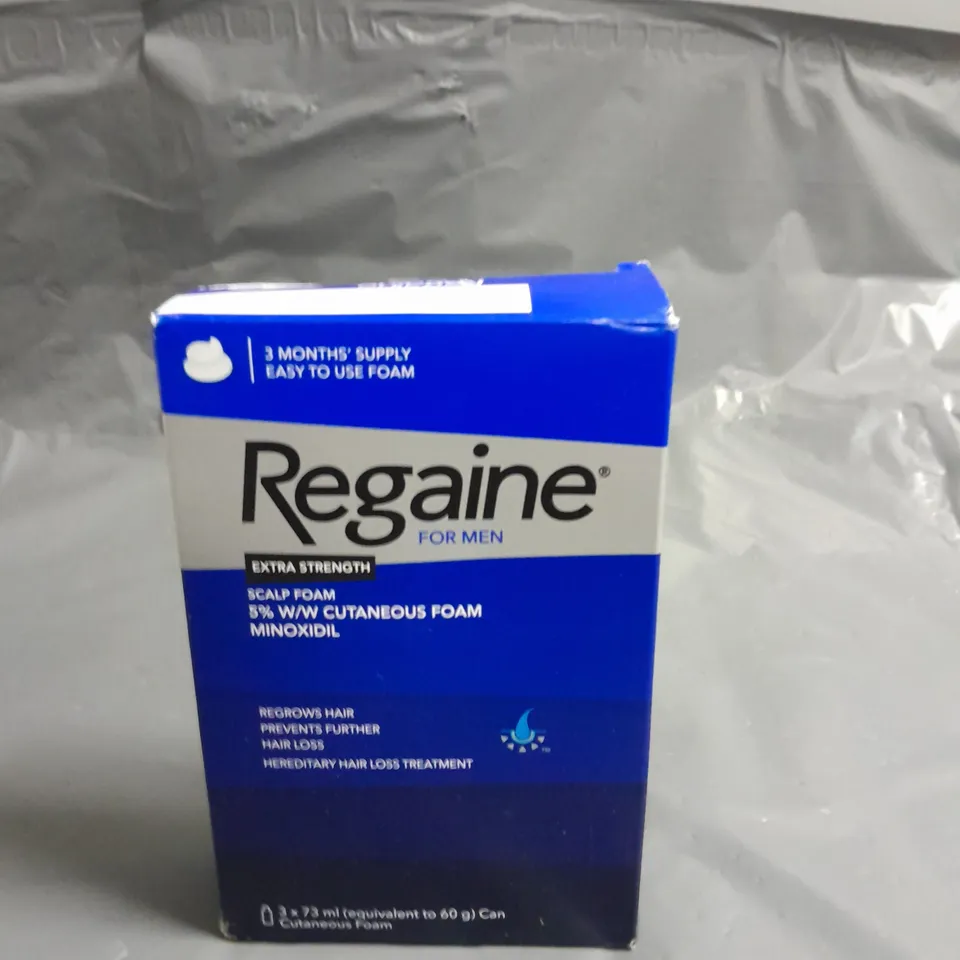 3 MONTHS' SUPPLY
EASY TO USE FOAM
Regaine®
FOR MEN
EXTRA STRENGTH
SCALP FOAM
5% W/W CUTANEOUS FOAM
MINOXIDIL
REGROWS HAIR
PREVENTS FURTHER
HAIR LOSS
HEREDITARY HAIR LOSS TREATMENT
TM
3 x 73 ml (equivalent to 60 g) Can
Cutaneous Foam